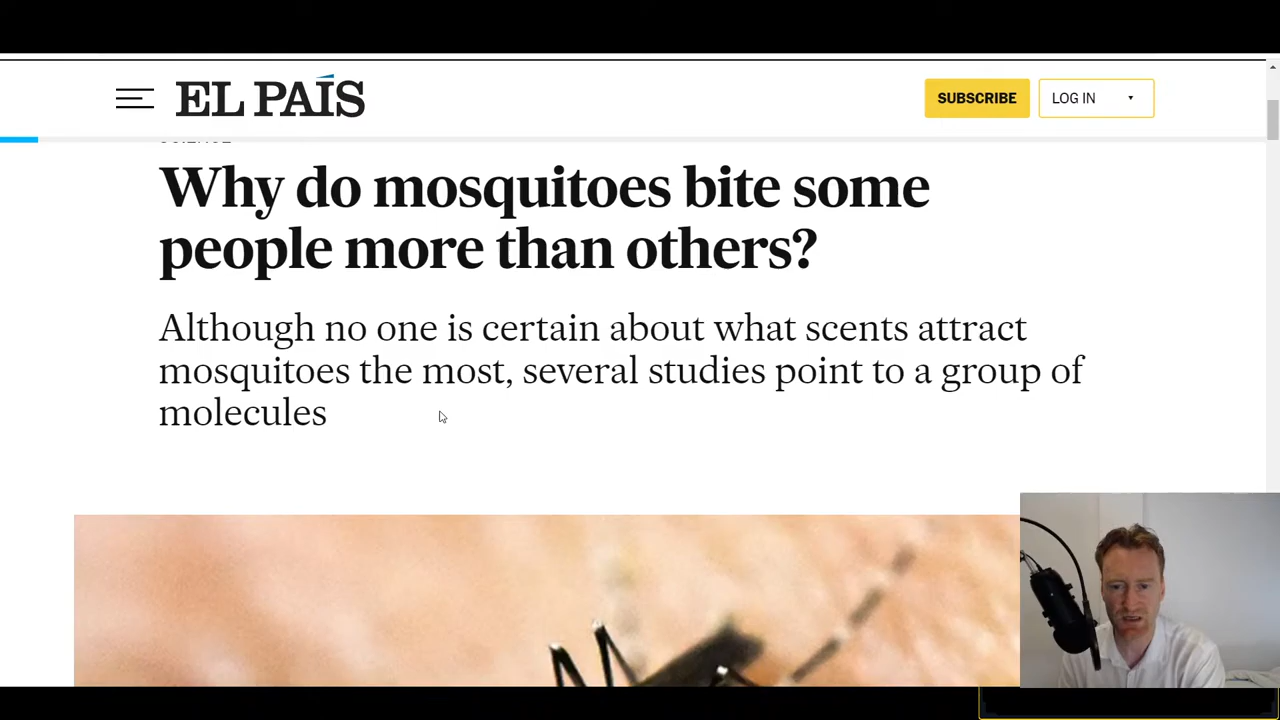 EL PAÍS
SUBSCRIBE
LOG IN
Why do mosquitoes bite some
people more than others?
Although no one is certain about what scents attract
mosquitoes the most, several studies point to a group of
molecules